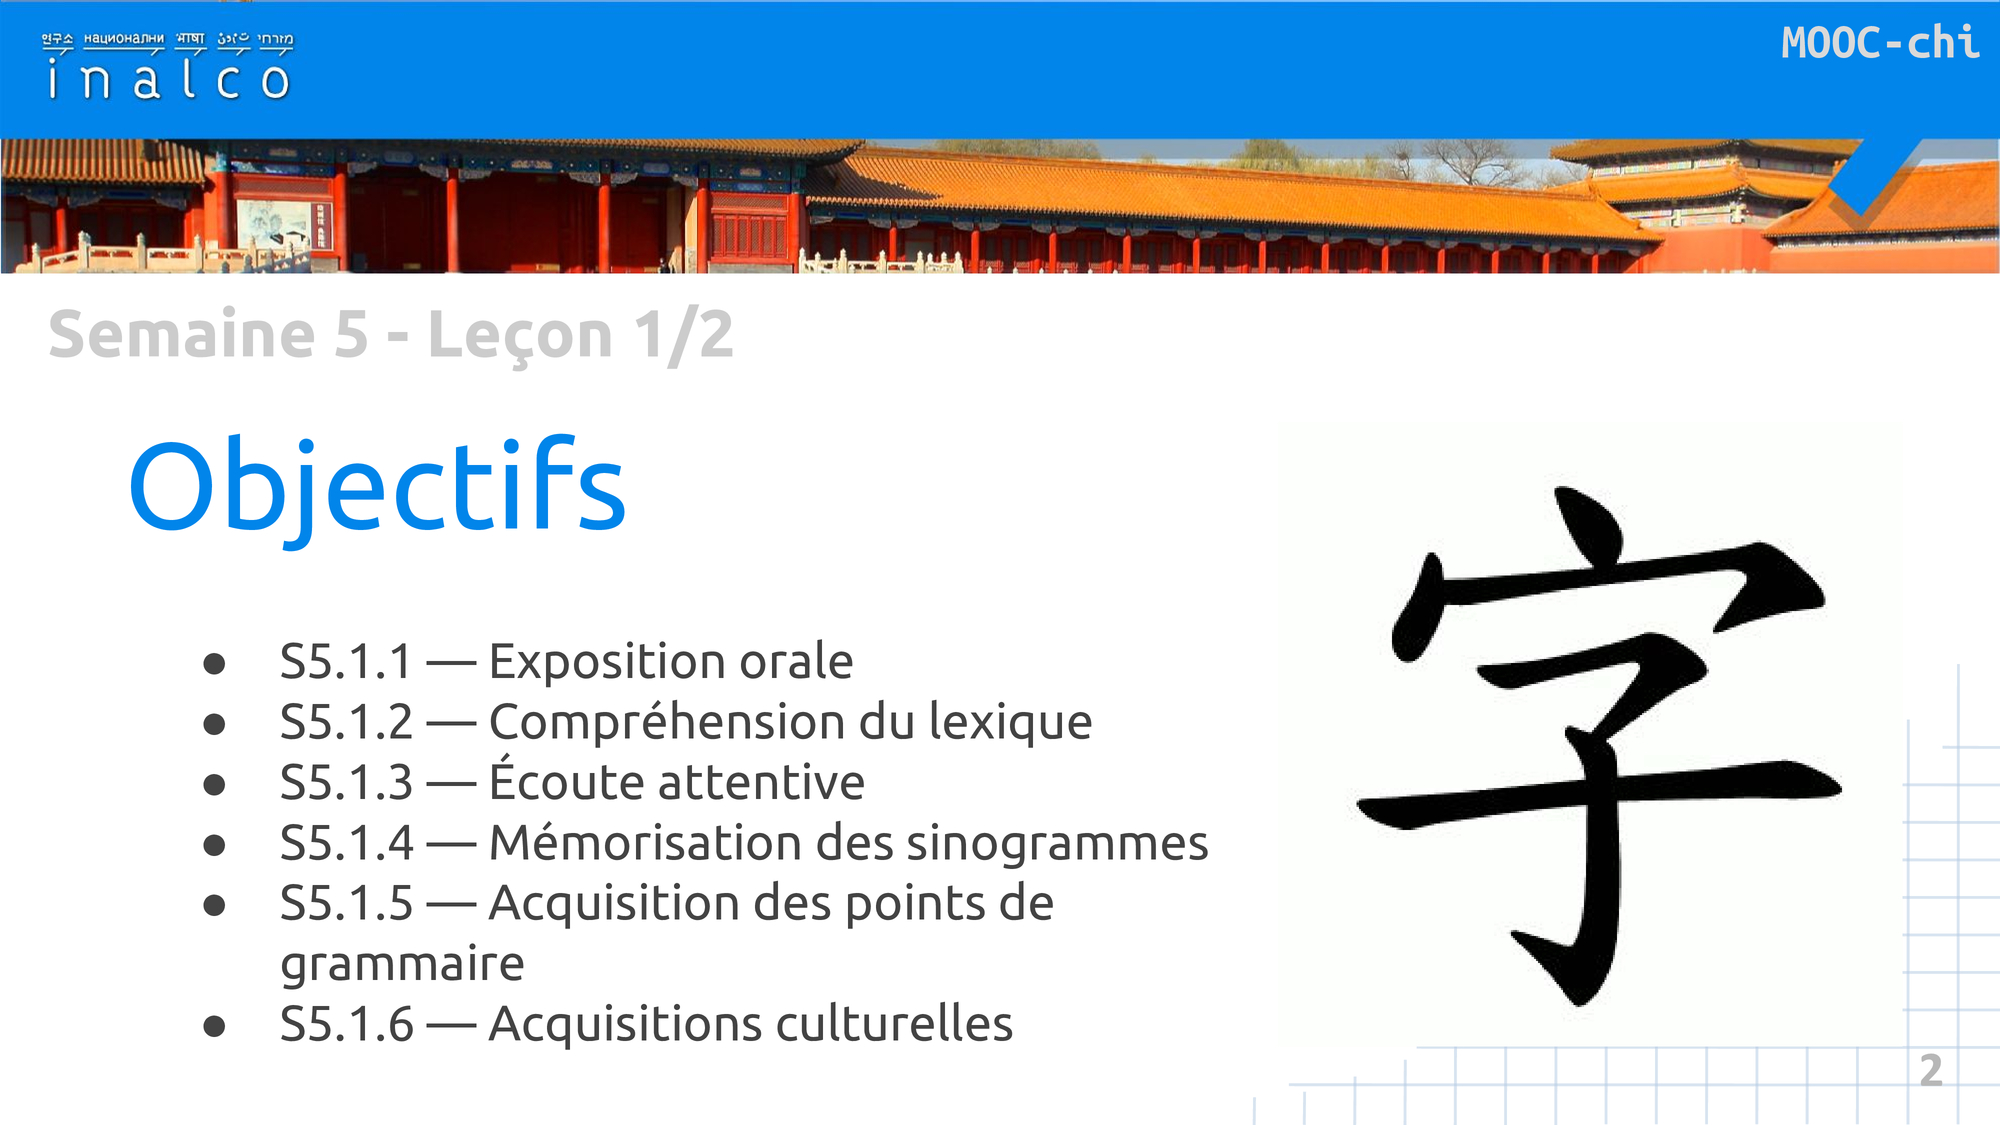 연구소 национални भाषा מזרחי
inalco
MOOC-chi
Semaine 5 - Leçon 1/2
Objectifs
● S5.1.1 — Exposition orale
● S5.1.2 — Compréhension du lexique
● S5.1.3 — Écoute attentive
● S5.1.4 — Mémorisation des sinogrammes
● S5.1.5 — Acquisition des points de
grammaire
● S5.1.6 — Acquisitions culturelles
字
2